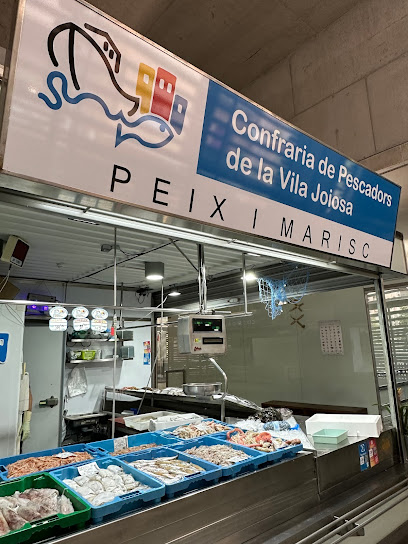 Confraria de Pescadors
de la Vila Joiosa
PEIX I MARISC